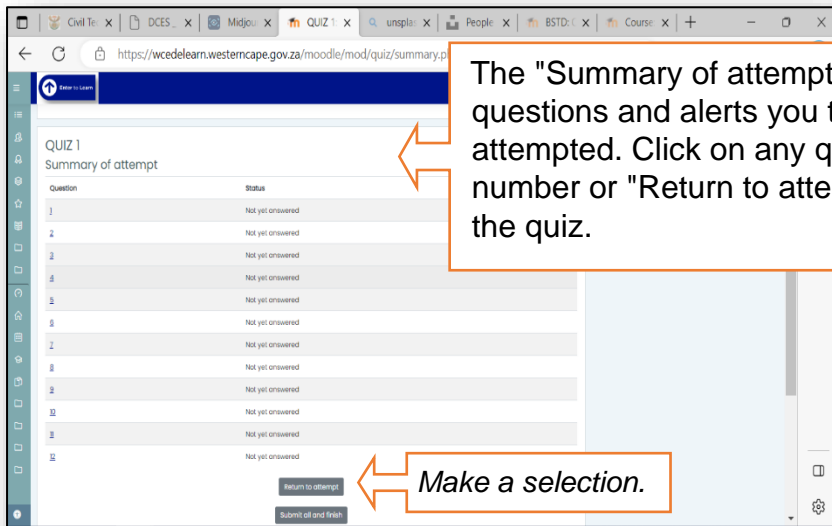 Civil Te
DCES_
Midjou
QUIZ 1:
unspla
People
BSTD: C
Course
https://wcedelearn.westerncape.gov.za/moodle/mod/quiz/summary.p
Enter to Learn
The "Summary of attempt
questions and alerts you t
attempted. Click on any q
number or "Return to atte
the quiz.
QUIZ 1
Summary of attempt
Question Status
1 Not yet answered
2 Not yet answered
3 Not yet answered
4 Not yet answered
5 Not yet answered
6 Not yet answered
7 Not yet answered
8 Not yet answered
9 Not yet answered
10 Not yet answered
11 Not yet answered
12 Not yet answered
Return to attempt
Make a selection.
Submit all and finish